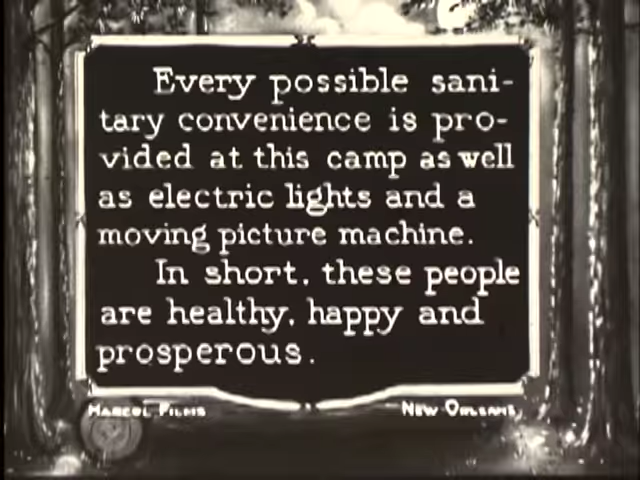 Every possible sani-
tary convenience is pro-
vided at this camp as well
as electric lights and a
moving picture machine.
In short, these people
are healthy, happy and
prosperous.
Harcol Films
New Orleans